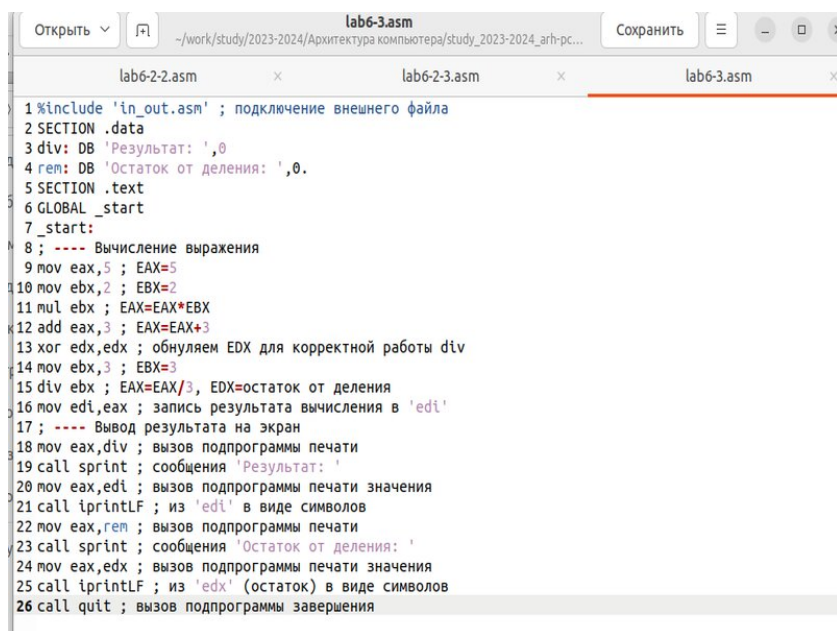 Открыть
lab6-3.asm
~/work/study/2023-2024/Архитектура компьютера/study_2023-2024_arh-pc...
Сохранить
lab6-2-2.asm
lab6-2-3.asm
lab6-3.asm
1 %include 'in_out.asm' ; подключение внешнего файла
2 SECTION .data
3 div: DB 'Результат: ',0
4 rem: DB 'Остаток от деления: ',0.
5 SECTION .text
6 GLOBAL _start
7 _start:
8 ; ---- Вычисление выражения
9 mov eax,5 ; EAX=5
10 mov ebx,2 ; EBX=2
11 mul ebx ; EAX=EAX*EBX
12 add eax,3 ; EAX=EAX+3
13 xor edx,edx ; обнуляем EDX для корректной работы div
14 mov ebx,3 ; EBX=3
15 div ebx ; EAX=EAX/3, EDX=остаток от деления
16 mov edi,eax ; запись результата вычисления в 'edi'
17 ; ---- Вывод результата на экран
18 mov eax,div ; вызов подпрограммы печати
19 call sprint ; сообщения 'Результат: '
20 mov eax,edi ; вызов подпрограммы печати значения
21 call iprintLF ; из 'edi' в виде символов
22 mov eax,rem ; вызов подпрограммы печати
23 call sprint ; сообщения 'Остаток от деления: '
24 mov eax,edx ; вызов подпрограммы печати значения
25 call iprintLF ; из 'edx' (остаток) в виде символов
26 call quit ; вызов подпрограммы завершения